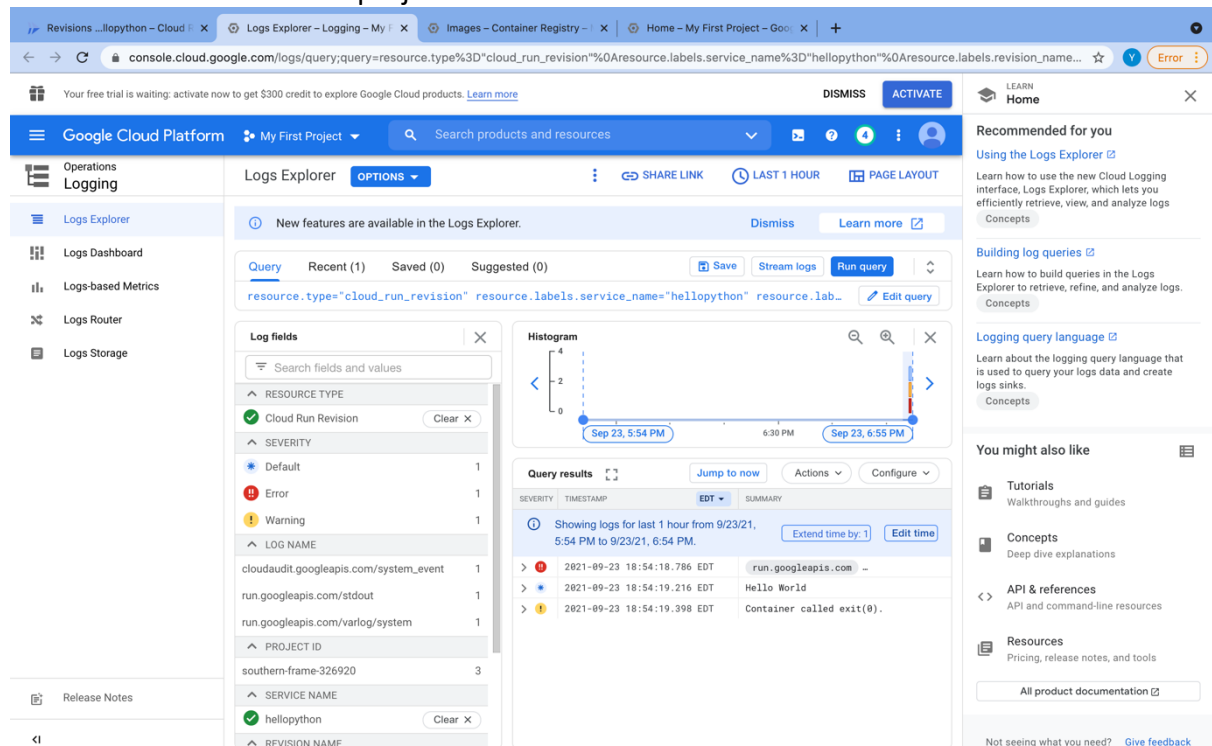 Revisions ...llopython – Cloud R
Logs Explorer – Logging – My F
Images – Container Registry –
Home – My First Project – Goog
console.cloud.google.com/logs/query;query=resource.type%3D"cloud_run_revision"%0Aresource.labels.service_name%3D"hellopython"%0Aresource.labels.revision_name...
Y
Error
Your free trial is waiting: activate now to get $300 credit to explore Google Cloud products. Learn more
DISMISS
ACTIVATE
Google Cloud Platform
My First Project
Search products and resources
4
Operations
Logging
Logs Explorer
Logs Dashboard
Logs-based Metrics
Logs Router
Logs Storage
Release Notes
Logs Explorer
OPTIONS
SHARE LINK
LAST 1 HOUR
PAGE LAYOUT
New features are available in the Logs Explorer.
Dismiss
Learn more
Query
Recent (1)
Saved (0)
Suggested (0)
Save
Stream logs
Run query
resource.type="cloud_run_revision" resource.labels.service_name="hellopython" resource.lab…
Edit query
Log fields
Search fields and values
RESOURCE TYPE
Cloud Run Revision
Clear
SEVERITY
Default 1
Error 1
Warning 1
LOG NAME
cloudaudit.googleapis.com/system_event 1
run.googleapis.com/stdout 1
run.googleapis.com/varlog/system 1
PROJECT ID
southern-frame-326920 3
SERVICE NAME
hellopython
Clear
REVISION NAME
Histogram
4
2
0
Sep 23, 5:54 PM
6:30 PM
Sep 23, 6:55 PM
Query results
Jump to now
Actions
Configure
SEVERITY TIMESTAMP EDT SUMMARY
Showing logs for last 1 hour from 9/23/21,
5:54 PM to 9/23/21, 6:54 PM.
Extend time by: 1
Edit time
2021-09-23 18:54:18.786 EDT run.googleapis.com …
2021-09-23 18:54:19.216 EDT Hello World
2021-09-23 18:54:19.398 EDT Container called exit(0).
LEARN
Home
Recommended for you
Using the Logs Explorer
Learn how to use the new Cloud Logging
interface, Logs Explorer, which lets you
efficiently retrieve, view, and analyze logs
Concepts
Building log queries
Learn how to build queries in the Logs
Explorer to retrieve, refine, and analyze logs.
Concepts
Logging query language
Learn about the logging query language that
is used to query your logs data and create
logs sinks.
Concepts
You might also like
Tutorials
Walkthroughs and guides
Concepts
Deep dive explanations
API & references
API and command-line resources
Resources
Pricing, release notes, and tools
All product documentation
Not seeing what you need? Give feedback